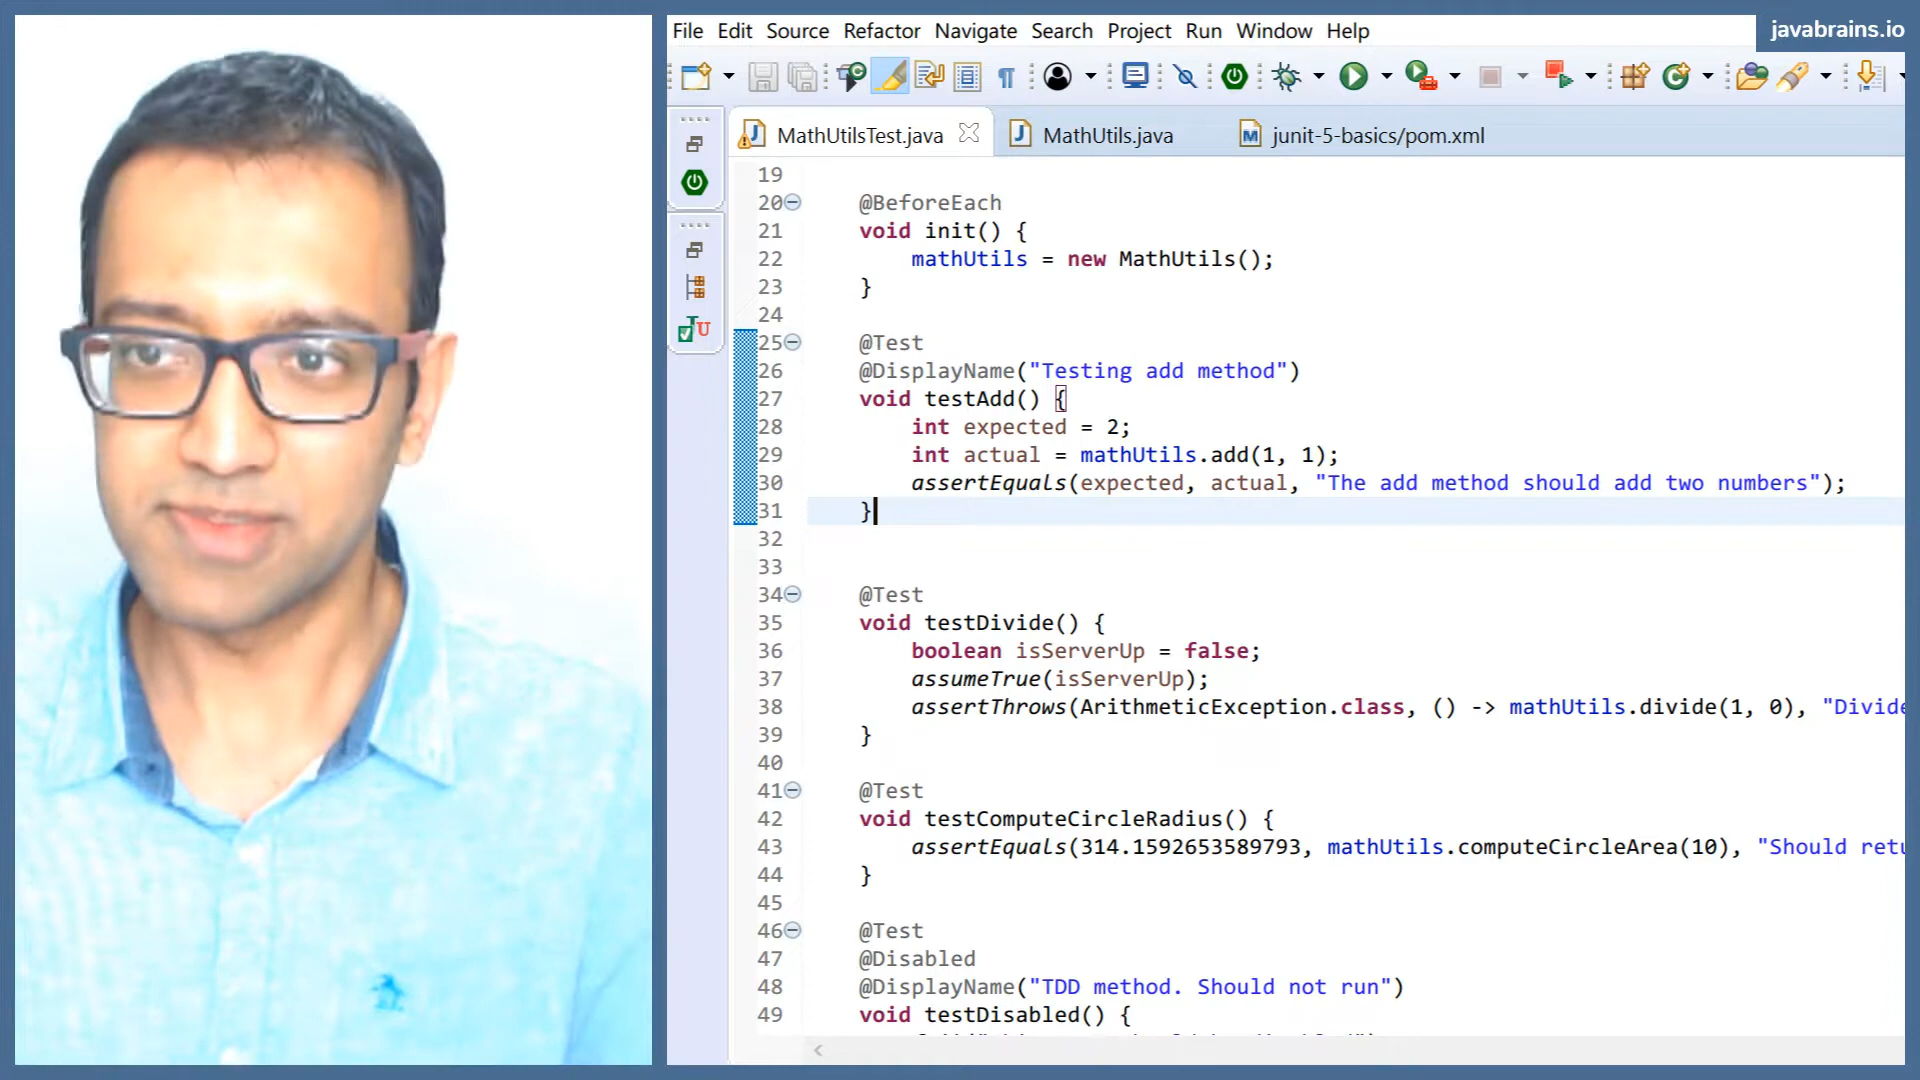 javabrains.io
File Edit Source Refactor Navigate Search Project Run Window Help
MathUtilsTest.java MathUtils.java junit-5-basics/pom.xml
19
20 @BeforeEach
21 void init() {
22 mathUtils = new MathUtils();
23 }
24
25 @Test
26 @DisplayName("Testing add method")
27 void testAdd() {
28 int expected = 2;
29 int actual = mathUtils.add(1, 1);
30 assertEquals(expected, actual, "The add method should add two numbers");
31 }
32
33
34 @Test
35 void testDivide() {
36 boolean isServerUp = false;
37 assumeTrue(isServerUp);
38 assertThrows(ArithmeticException.class, () -> mathUtils.divide(1, 0), "Divide
39 }
40
41 @Test
42 void testComputeCircleRadius() {
43 assertEquals(314.1592653589793, mathUtils.computeCircleArea(10), "Should retu
44 }
45
46 @Test
47 @Disabled
48 @DisplayName("TDD method. Should not run")
49 void testDisabled() {